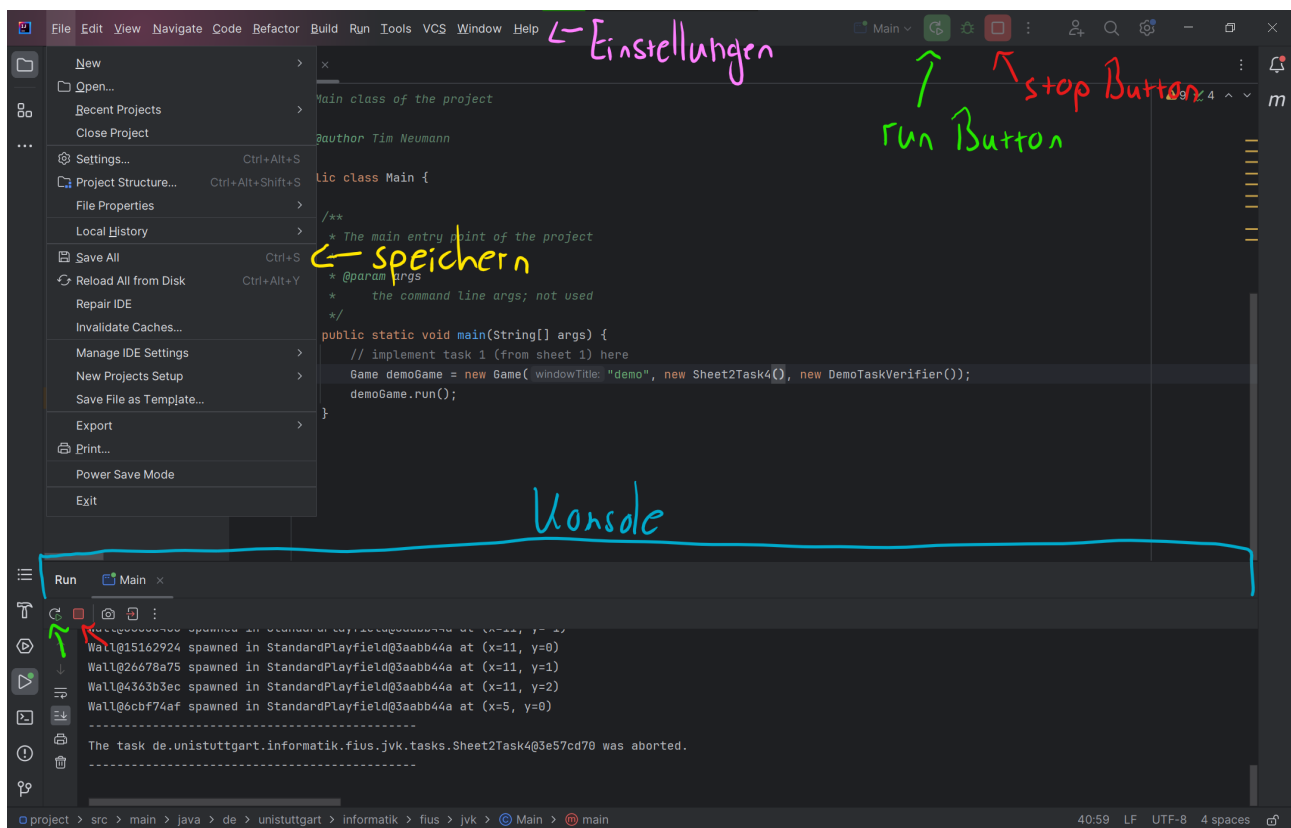 File Edit View Navigate Code Refactor Build Run Tools VCS Window Help
← Einstellungen
Main
run Button
stop Button
New
Open...
Recent Projects
Close Project
Settings... Ctrl+Alt+S
Project Structure... Ctrl+Alt+Shift+S
File Properties
Local History
Save All Ctrl+S
← speichern
Reload All from Disk Ctrl+Alt+Y
Repair IDE
Invalidate Caches...
Manage IDE Settings
New Projects Setup
Save File as Template...
Export
Print...
Power Save Mode
Exit
9 4
m
Main class of the project
@author Tim Neumann
lic class Main {
/**
* The main entry point of the project
*
* @param args
* the command line args; not used
*/
public static void main(String[] args) {
// implement task 1 (from sheet 1) here
Game demoGame = new Game( windowTitle: "demo", new Sheet2Task4(), new DemoTaskVerifier());
demoGame.run();
}
Konsole
Run Main
Wall@15162924 spawned in StandardPlayfield@3aabb44a at (x=11, y=0)
Wall@26678a75 spawned in StandardPlayfield@3aabb44a at (x=11, y=1)
Wall@4363b3ec spawned in StandardPlayfield@3aabb44a at (x=11, y=2)
Wall@6cbf74af spawned in StandardPlayfield@3aabb44a at (x=5, y=0)
--------------------------------------------
The task de.unistuttgart.informatik.fius.jvk.tasks.Sheet2Task4@3e57cd70 was aborted.
--------------------------------------------
project > src > main > java > de > unistuttgart > informatik > fius > jvk > Main > main
40:59 LF UTF-8 4 spaces